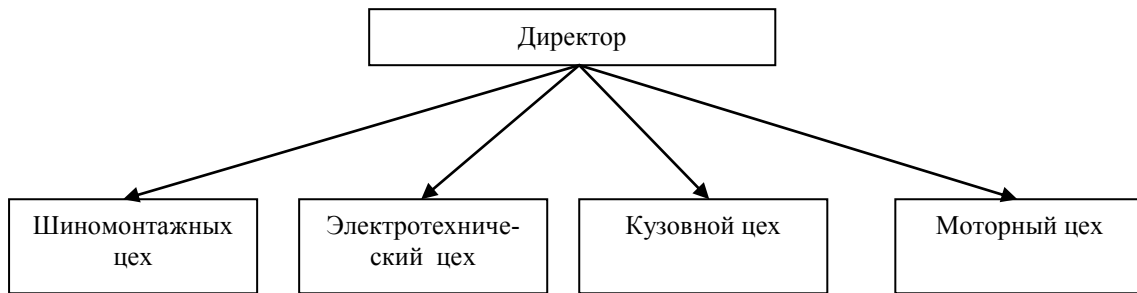 Директор
Шиномонтажных
цех
Электротехниче-
ский цех
Кузовной цех
Моторный цех